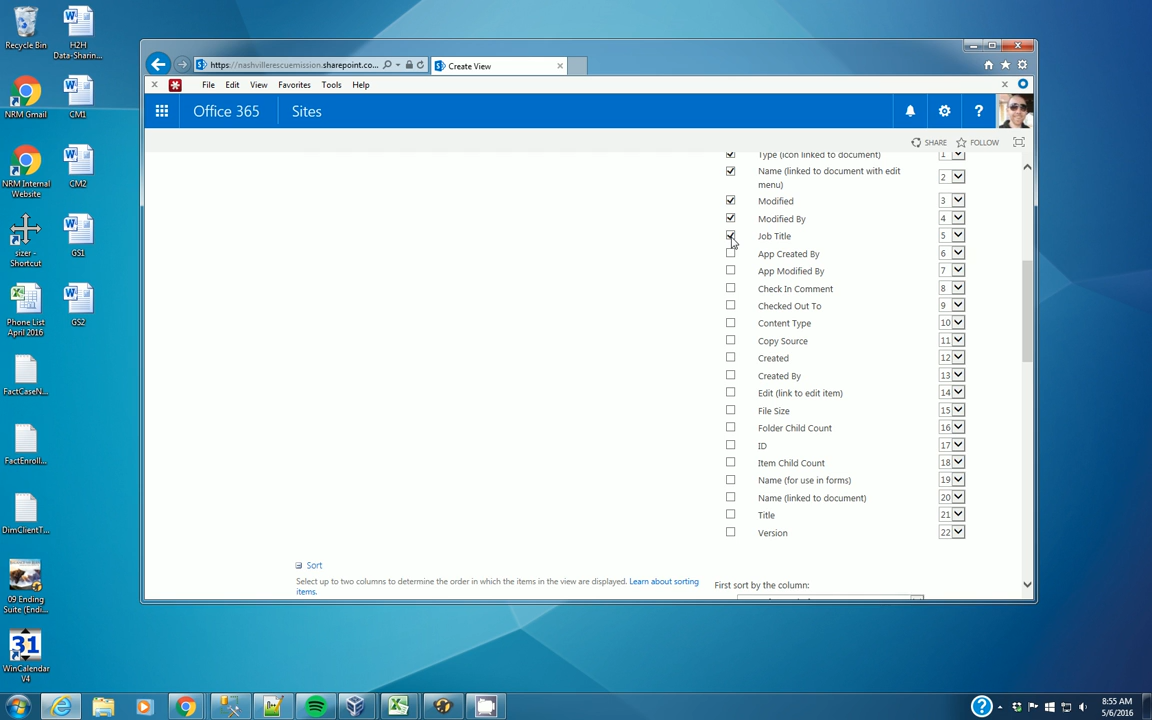 Recycle Bin
H2H
Data-Sharin...
NRM Gmail
CM1
NRM Internal
Website
CM2
sizer -
Shortcut
GS1
Phone List
April 2016
GS2
FactCaseN...
FactEnroll...
DimClientT...
09 Ending
Suite (Endi...
31
WinCalendar
V4
https://nashvillerescuemission.sharepoint.co...
Create View
File Edit View Favorites Tools Help
Office 365 Sites
SHARE FOLLOW
Type (icon linked to document) 1
Name (linked to document with edit
menu) 2
Modified 3
Modified By 4
Job Title 5
App Created By 6
App Modified By 7
Check In Comment 8
Checked Out To 9
Content Type 10
Copy Source 11
Created 12
Created By 13
Edit (link to edit item) 14
File Size 15
Folder Child Count 16
ID 17
Item Child Count 18
Name (for use in forms) 19
Name (linked to document) 20
Title 21
Version 22
Sort
Select up to two columns to determine the order in which the items in the view are displayed. Learn about sorting
items.
First sort by the column:
8:55 AM
5/6/2016